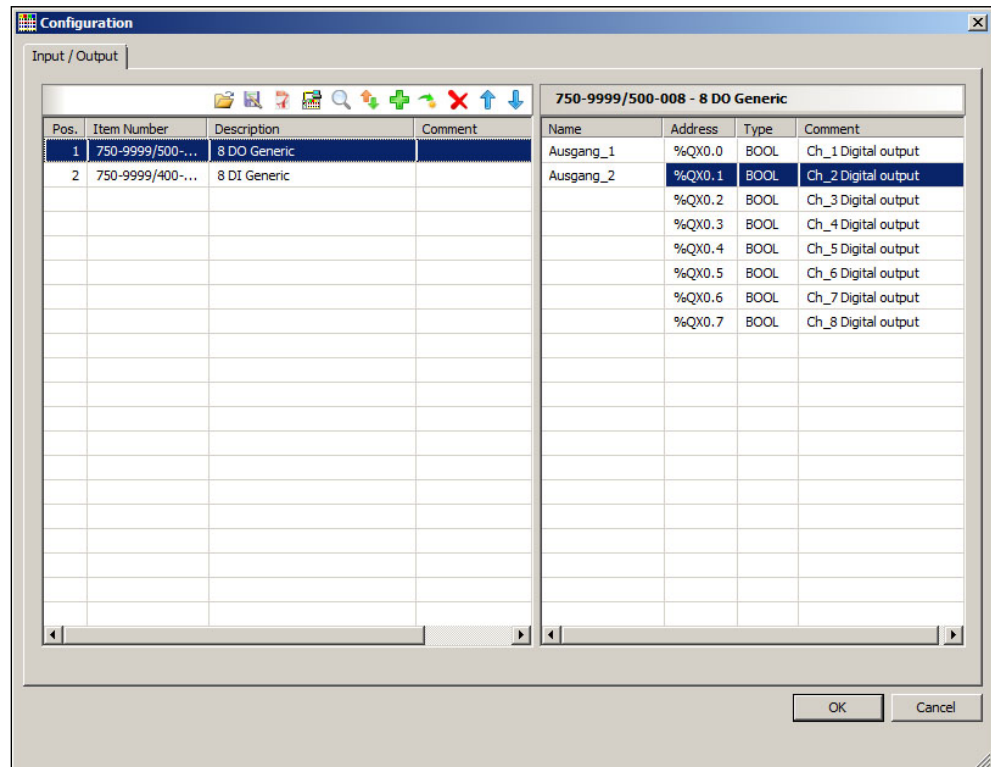 Configuration
Input / Output
750-9999/500-008 - 8 DO Generic
Pos. Item Number Description Comment
1 750-9999/500-... 8 DO Generic
2 750-9999/400-... 8 DI Generic
Name Address Type Comment
Ausgang_1 %QX0.0 BOOL Ch_1 Digital output
Ausgang_2 %QX0.1 BOOL Ch_2 Digital output
%QX0.2 BOOL Ch_3 Digital output
%QX0.3 BOOL Ch_4 Digital output
%QX0.4 BOOL Ch_5 Digital output
%QX0.5 BOOL Ch_6 Digital output
%QX0.6 BOOL Ch_7 Digital output
%QX0.7 BOOL Ch_8 Digital output
OK Cancel